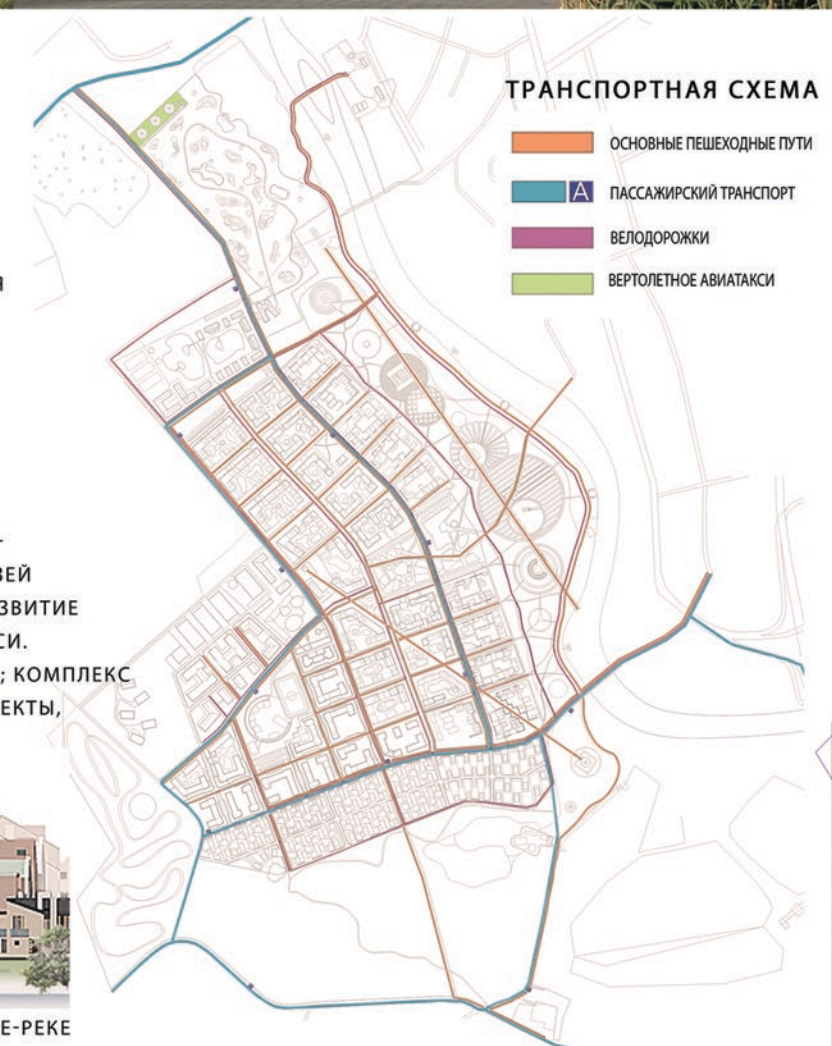 ТРАНСПОРТНАЯ СХЕМА
ОСНОВНЫЕ ПЕШЕХОДНЫЕ ПУТИ
А ПАССАЖИРСКИЙ ТРАНСПОРТ
ВЕЛОДОРОЖКИ
ВЕРТОЛЕТНОЕ АВИАТАКСИ
Я
ВЕЙ
ЗВИТИЕ
СИ.
; КОМПЛЕКС
ЕКТЫ,
Е-РЕКЕ